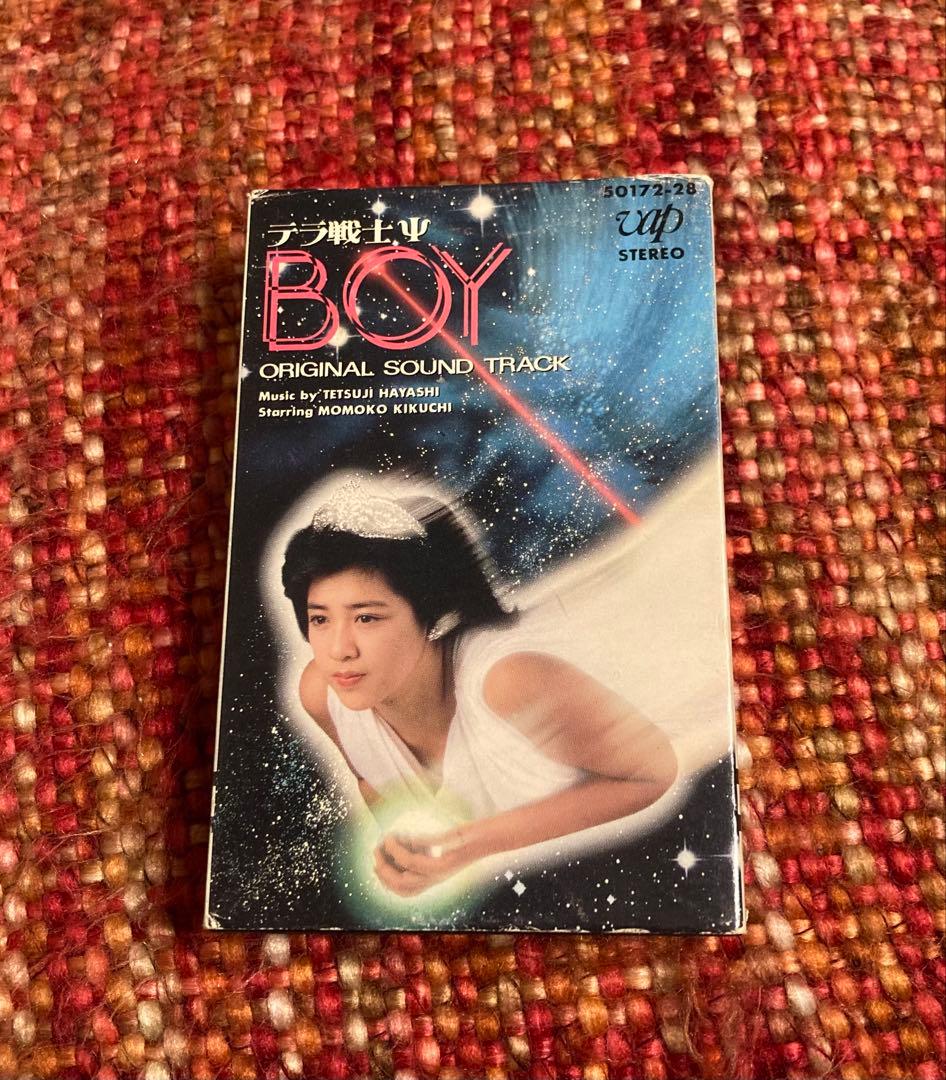 50172-28
vap
STEREO
テラ戦士Ψ
BOY
ORIGINAL SOUND TRACK
Music by TETSUJI HAYASHI
Starring MOMOKO KIKUCHI